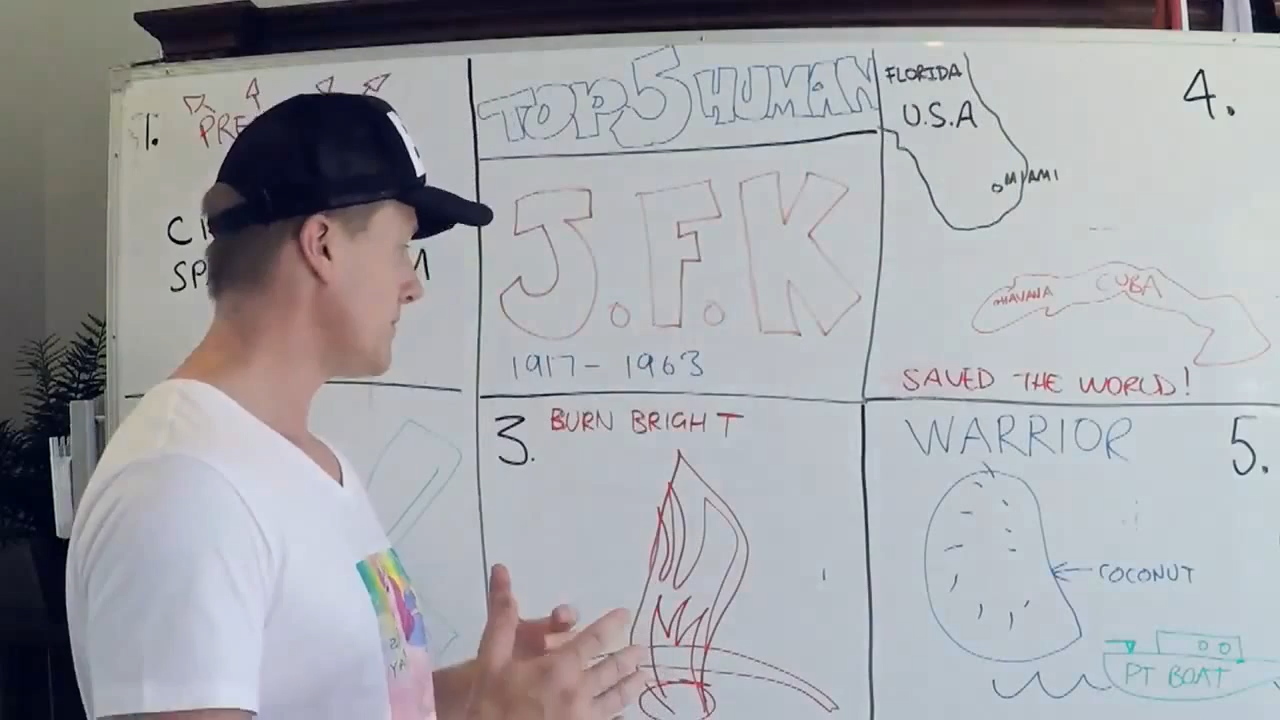 1.
TOP 5 HUMAN
J.F.K
1917 - 1963
FLORIDA
U.S.A
MIAMI
4.
HAVANA
CUBA
SAVED THE WORLD!
3. BURN BRIGHT
WARRIOR
5.
COCONUT
PT BOAT